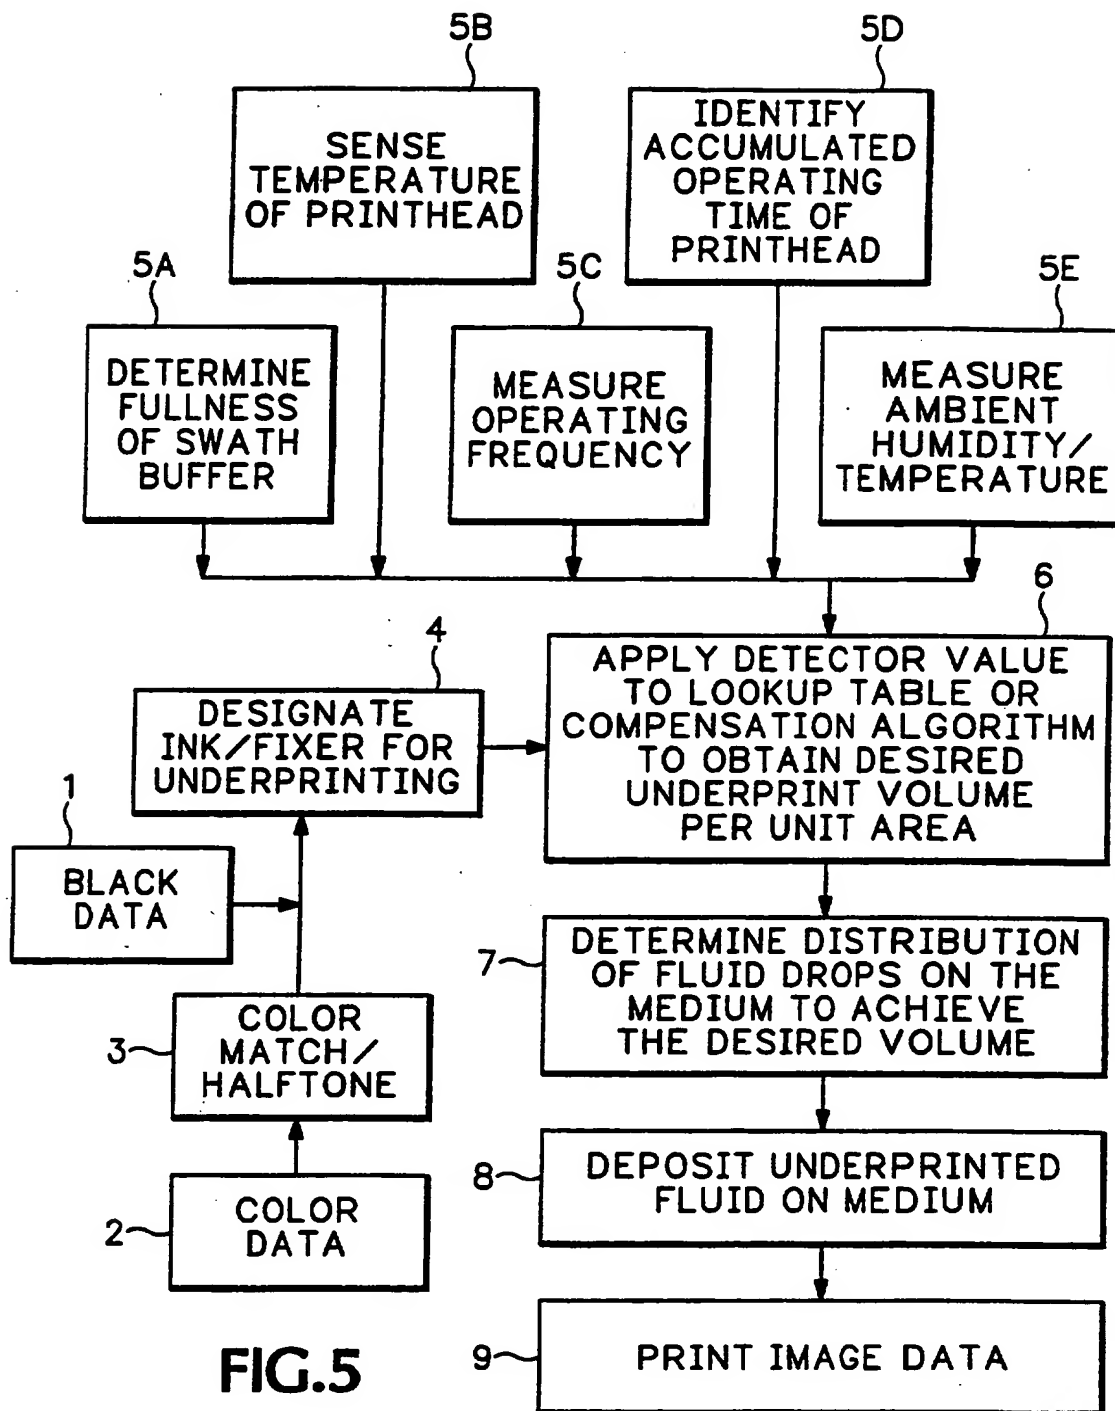 5B
SENSE
TEMPERATURE
OF PRINTHEAD
5D
IDENTIFY
ACCUMULATED
OPERATING
TIME OF
PRINTHEAD
5A
DETERMINE
FULLNESS
OF SWATH
BUFFER
5C
MEASURE
OPERATING
FREQUENCY
5E
MEASURE
AMBIENT
HUMIDITY/
TEMPERATURE
6
APPLY DETECTOR VALUE
TO LOOKUP TABLE OR
COMPENSATION ALGORITHM
TO OBTAIN DESIRED
UNDERPRINT VOLUME
PER UNIT AREA
4
DESIGNATE
INK/FIXER FOR
UNDERPRINTING
1
BLACK
DATA
3
COLOR
MATCH/
HALFTONE
2
COLOR
DATA
7
DETERMINE DISTRIBUTION
OF FLUID DROPS ON THE
MEDIUM TO ACHIEVE
THE DESIRED VOLUME
8
DEPOSIT UNDERPRINTED
FLUID ON MEDIUM
9
PRINT IMAGE DATA
FIG.5